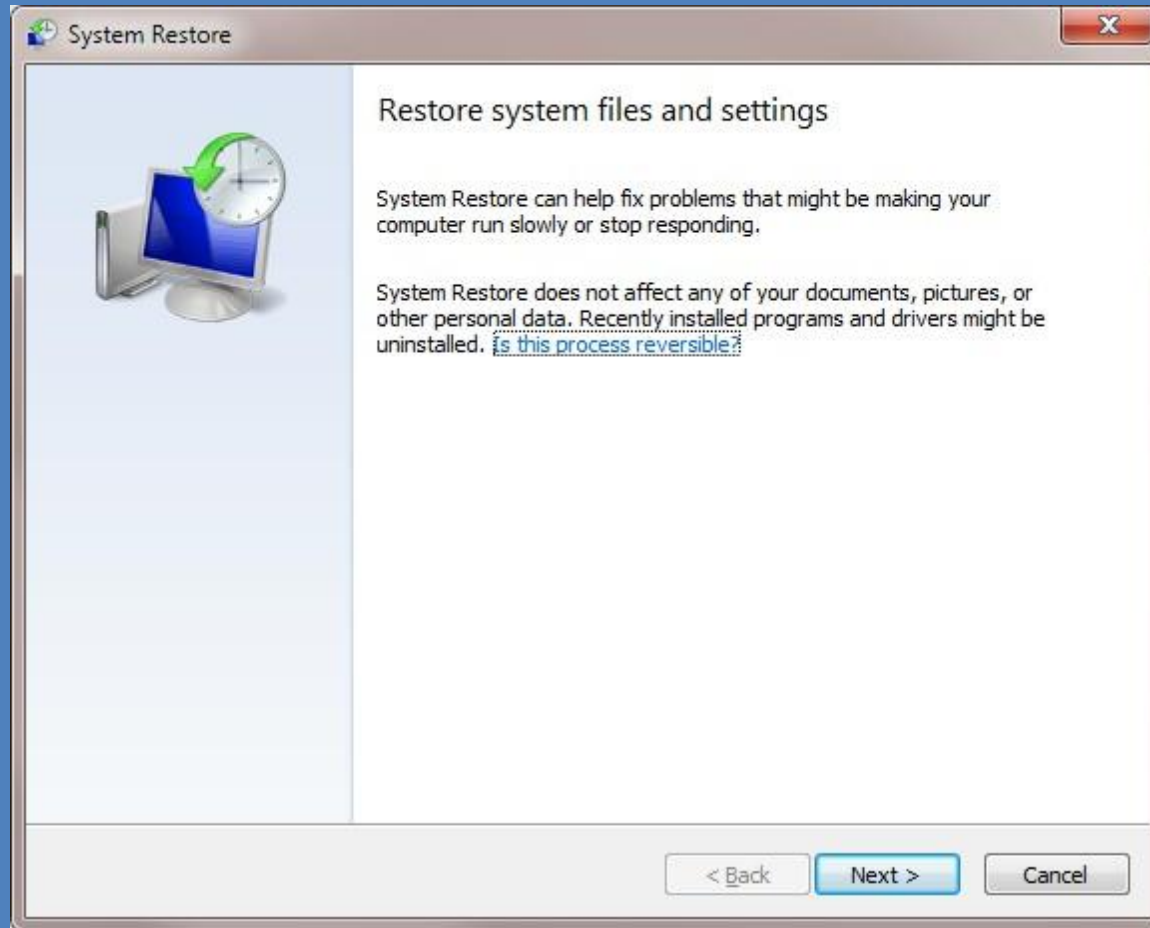 System Restore
X
Restore system files and settings
System Restore can help fix problems that might be making your
computer run slowly or stop responding.
System Restore does not affect any of your documents, pictures, or
other personal data. Recently installed programs and drivers might be
uninstalled. Is this process reversible?
< Back Next > Cancel